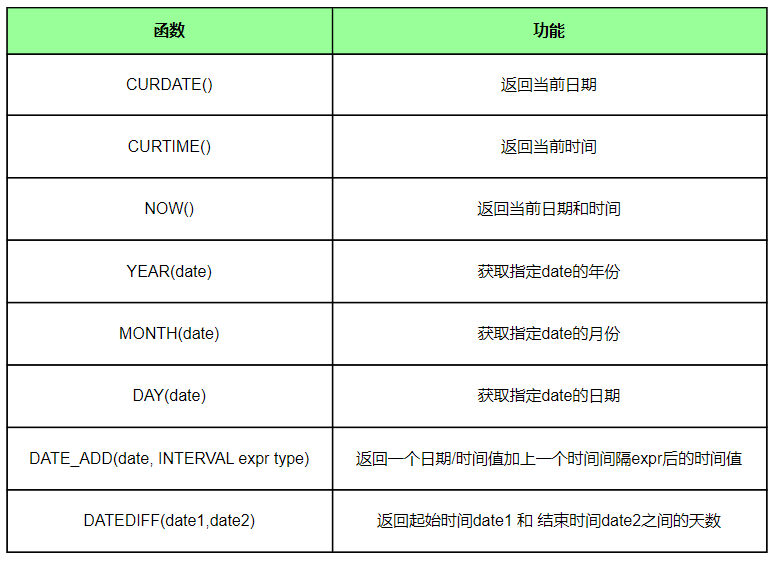 函数 功能
CURDATE() 返回当前日期
CURTIME() 返回当前时间
NOW() 返回当前日期和时间
YEAR(date) 获取指定date的年份
MONTH(date) 获取指定date的月份
DAY(date) 获取指定date的日期
DATE_ADD(date, INTERVAL expr type) 返回一个日期/时间值加上一个时间间隔expr后的时间值
DATEDIFF(date1,date2) 返回起始时间date1 和 结束时间date2之间的天数